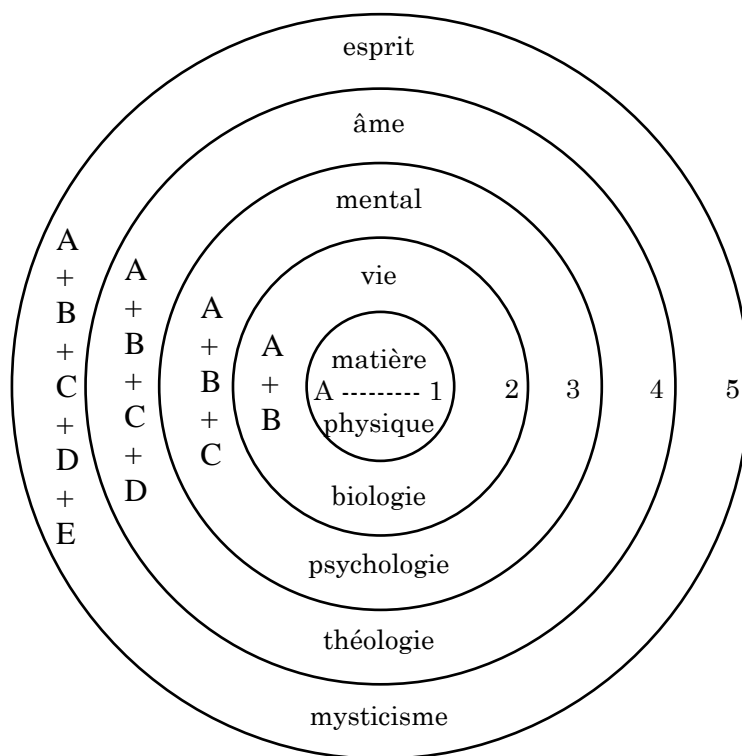 esprit
âme
mental
vie
matière
A --------- 1
physique
biologie
psychologie
théologie
mysticisme
A
+
B
+
C
+
D
+
E
A
+
B
+
C
+
D
A
+
B
+
C
A
+
B
2
3
4
5